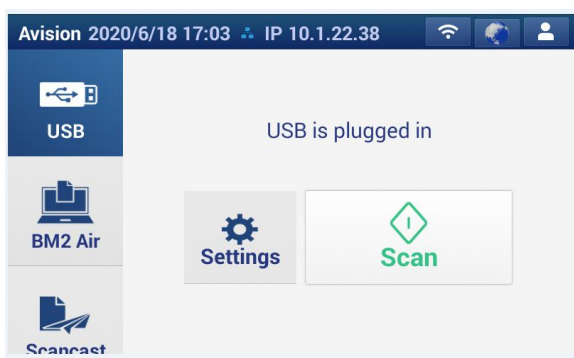 Avision 2020/6/18 17:03 IP 10.1.22.38
USB
USB is plugged in
BM2 Air
Settings
Scan
Scancast